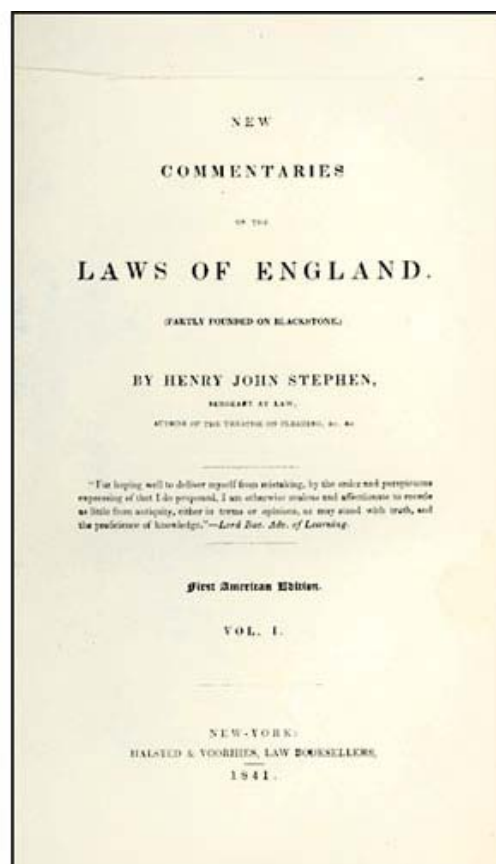 NEW
COMMENTARIES
ON THE
LAWS OF ENGLAND.
(PARTLY FOUNDED ON BLACKSTONE.)
BY HENRY JOHN STEPHEN,
SERGEANT AT LAW,
AUTHOR OF THE TREATISE ON PLEADING, &c. &c.
"For hoping well to deliver myself from mistaking, by the order and perspicuous
expressing of that I do propound, I am otherwise zealous and affectionate to recede
as little from antiquity, either in terms or opinions, as may stand with truth, and
the proficience of knowledge."—Lord Bac. Adv. of Learning.
First American Edition.
VOL. I.
NEW-YORK:
HALSTED & VOORHIES, LAW BOOKSELLERS,
1841.